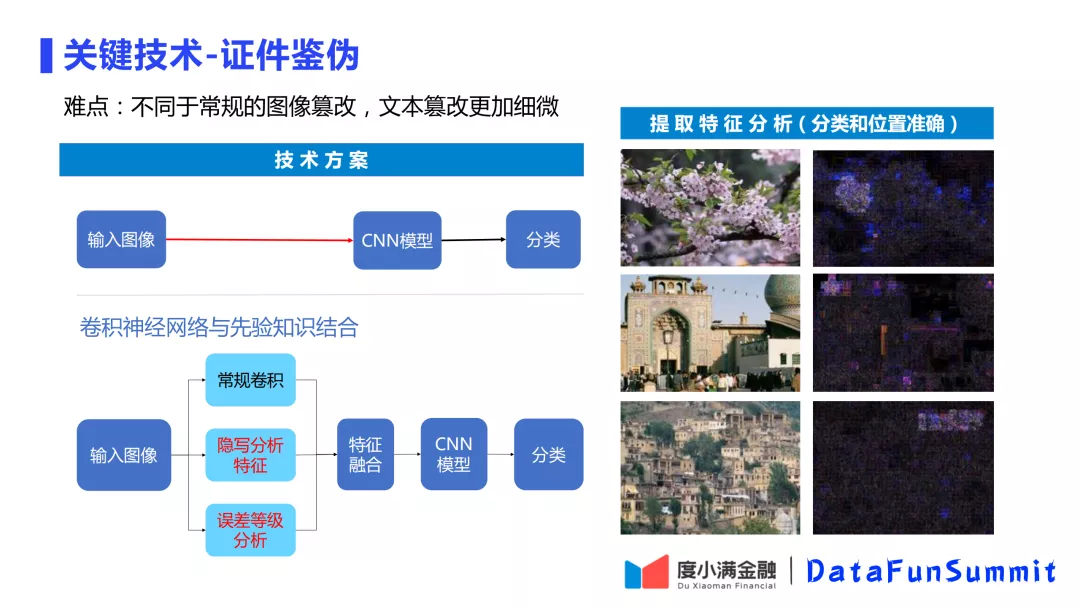 关键技术-证件鉴伪
难点：不同于常规的图像篡改，文本篡改更加细微
技术方案
输入图像
CNN模型
分类
卷积神经网络与先验知识结合
输入图像
常规卷积
隐写分析
特征
误差等级
分析
特征
融合
CNN
模型
分类
提取特征分析（分类和位置准确）
度小满金融
Du Xiaoman Financial
DataFunSummit